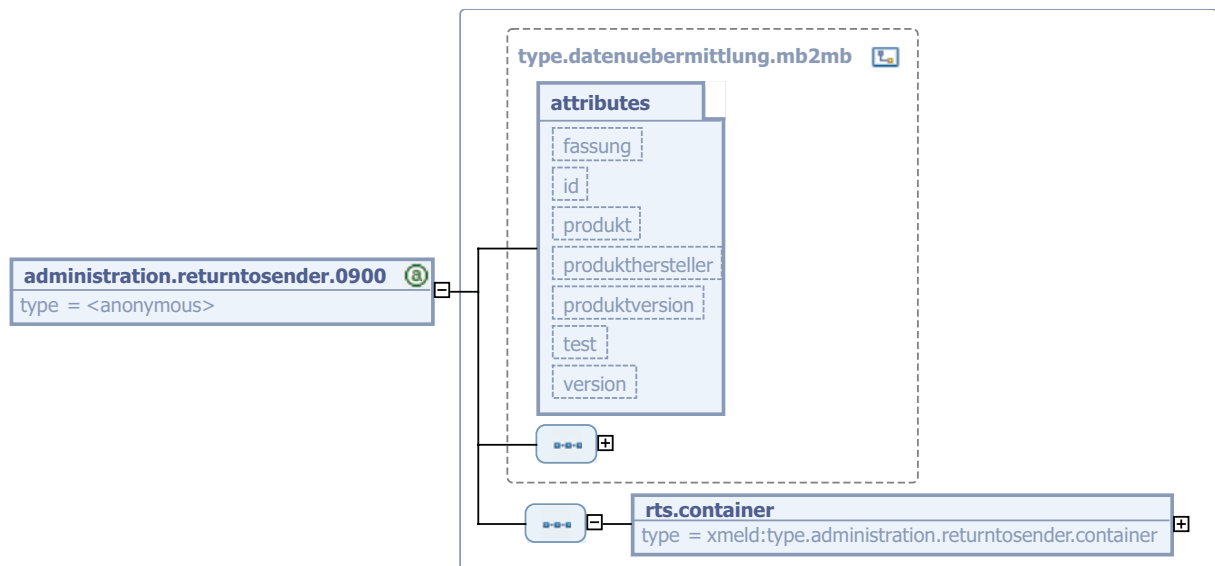 type.datenuebermittlung.mb2mb
attributes
fassung
id
produkt
produkthersteller
produktversion
test
version
administration.returntosender.0900 a
type = <anonymous>
rts.container
type = xmeld:type.administration.returntosender.container